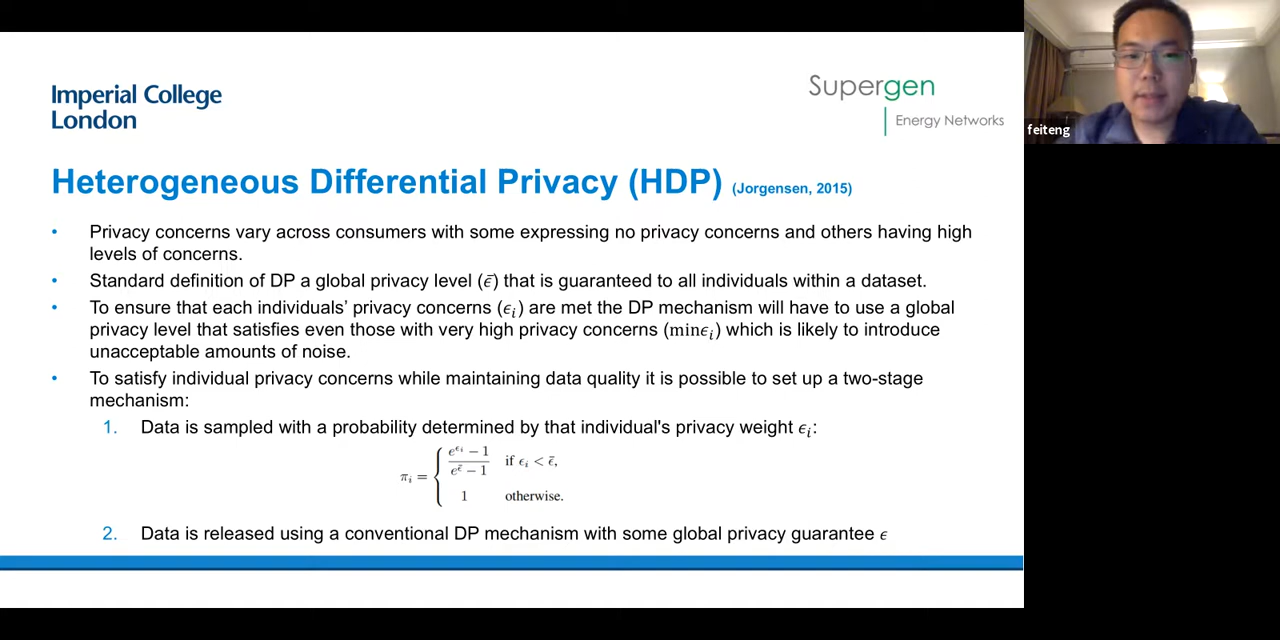 Imperial College
London
Supergen
Energy Networks
feiteng
Heterogeneous Differential Privacy (HDP) (Jorgensen, 2015)
• Privacy concerns vary across consumers with some expressing no privacy concerns and others having high
levels of concerns.
• Standard definition of DP a global privacy level (ϵ̄) that is guaranteed to all individuals within a dataset.
• To ensure that each individuals’ privacy concerns (ϵᵢ) are met the DP mechanism will have to use a global
privacy level that satisfies even those with very high privacy concerns (minϵᵢ) which is likely to introduce
unacceptable amounts of noise.
• To satisfy individual privacy concerns while maintaining data quality it is possible to set up a two-stage
mechanism:
1. Data is sampled with a probability determined by that individual's privacy weight ϵᵢ:
πᵢ = { (e^ϵᵢ − 1)/(e^ϵ̄ − 1) if ϵᵢ < ϵ̄,
1 otherwise.
2. Data is released using a conventional DP mechanism with some global privacy guarantee ϵ